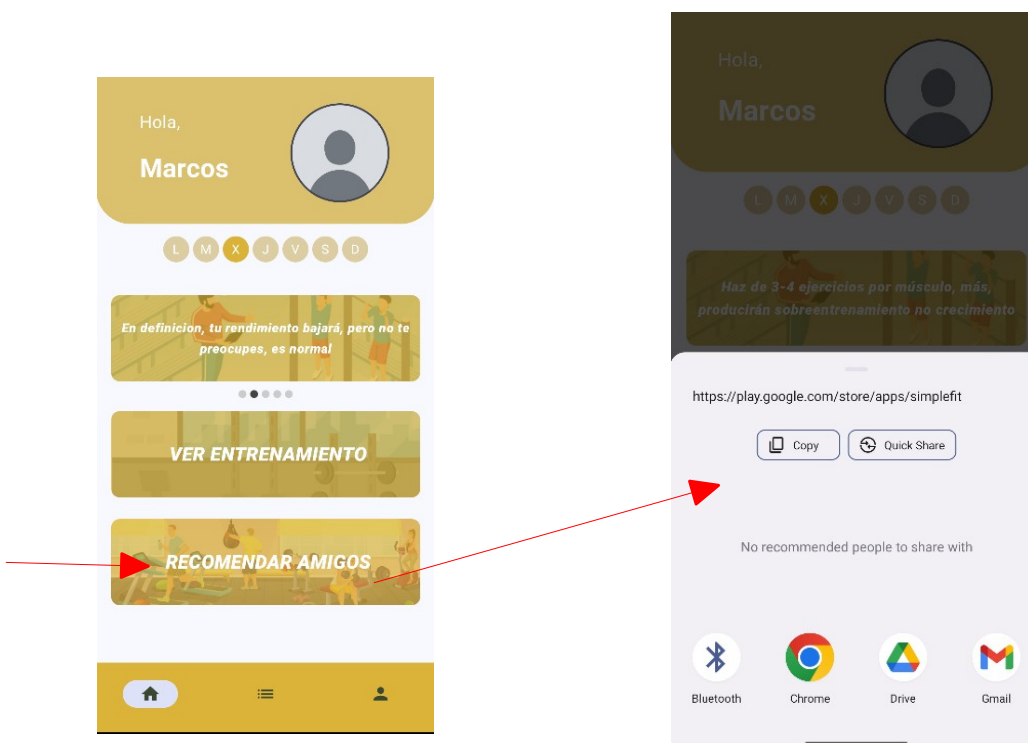 Hola,
Marcos
L M X J V S D
En definicion, tu rendimiento bajará, pero no te
preocupes, es normal
VER ENTRENAMIENTO
RECOMENDAR AMIGOS
Hola,
Marcos
L M X J V S D
Haz de 3-4 ejercicios por músculo, más,
producirán sobreentrenamiento no crecimiento
https://play.google.com/store/apps/simplefit
Copy
Quick Share
No recommended people to share with
Bluetooth
Chrome
Drive
Gmail